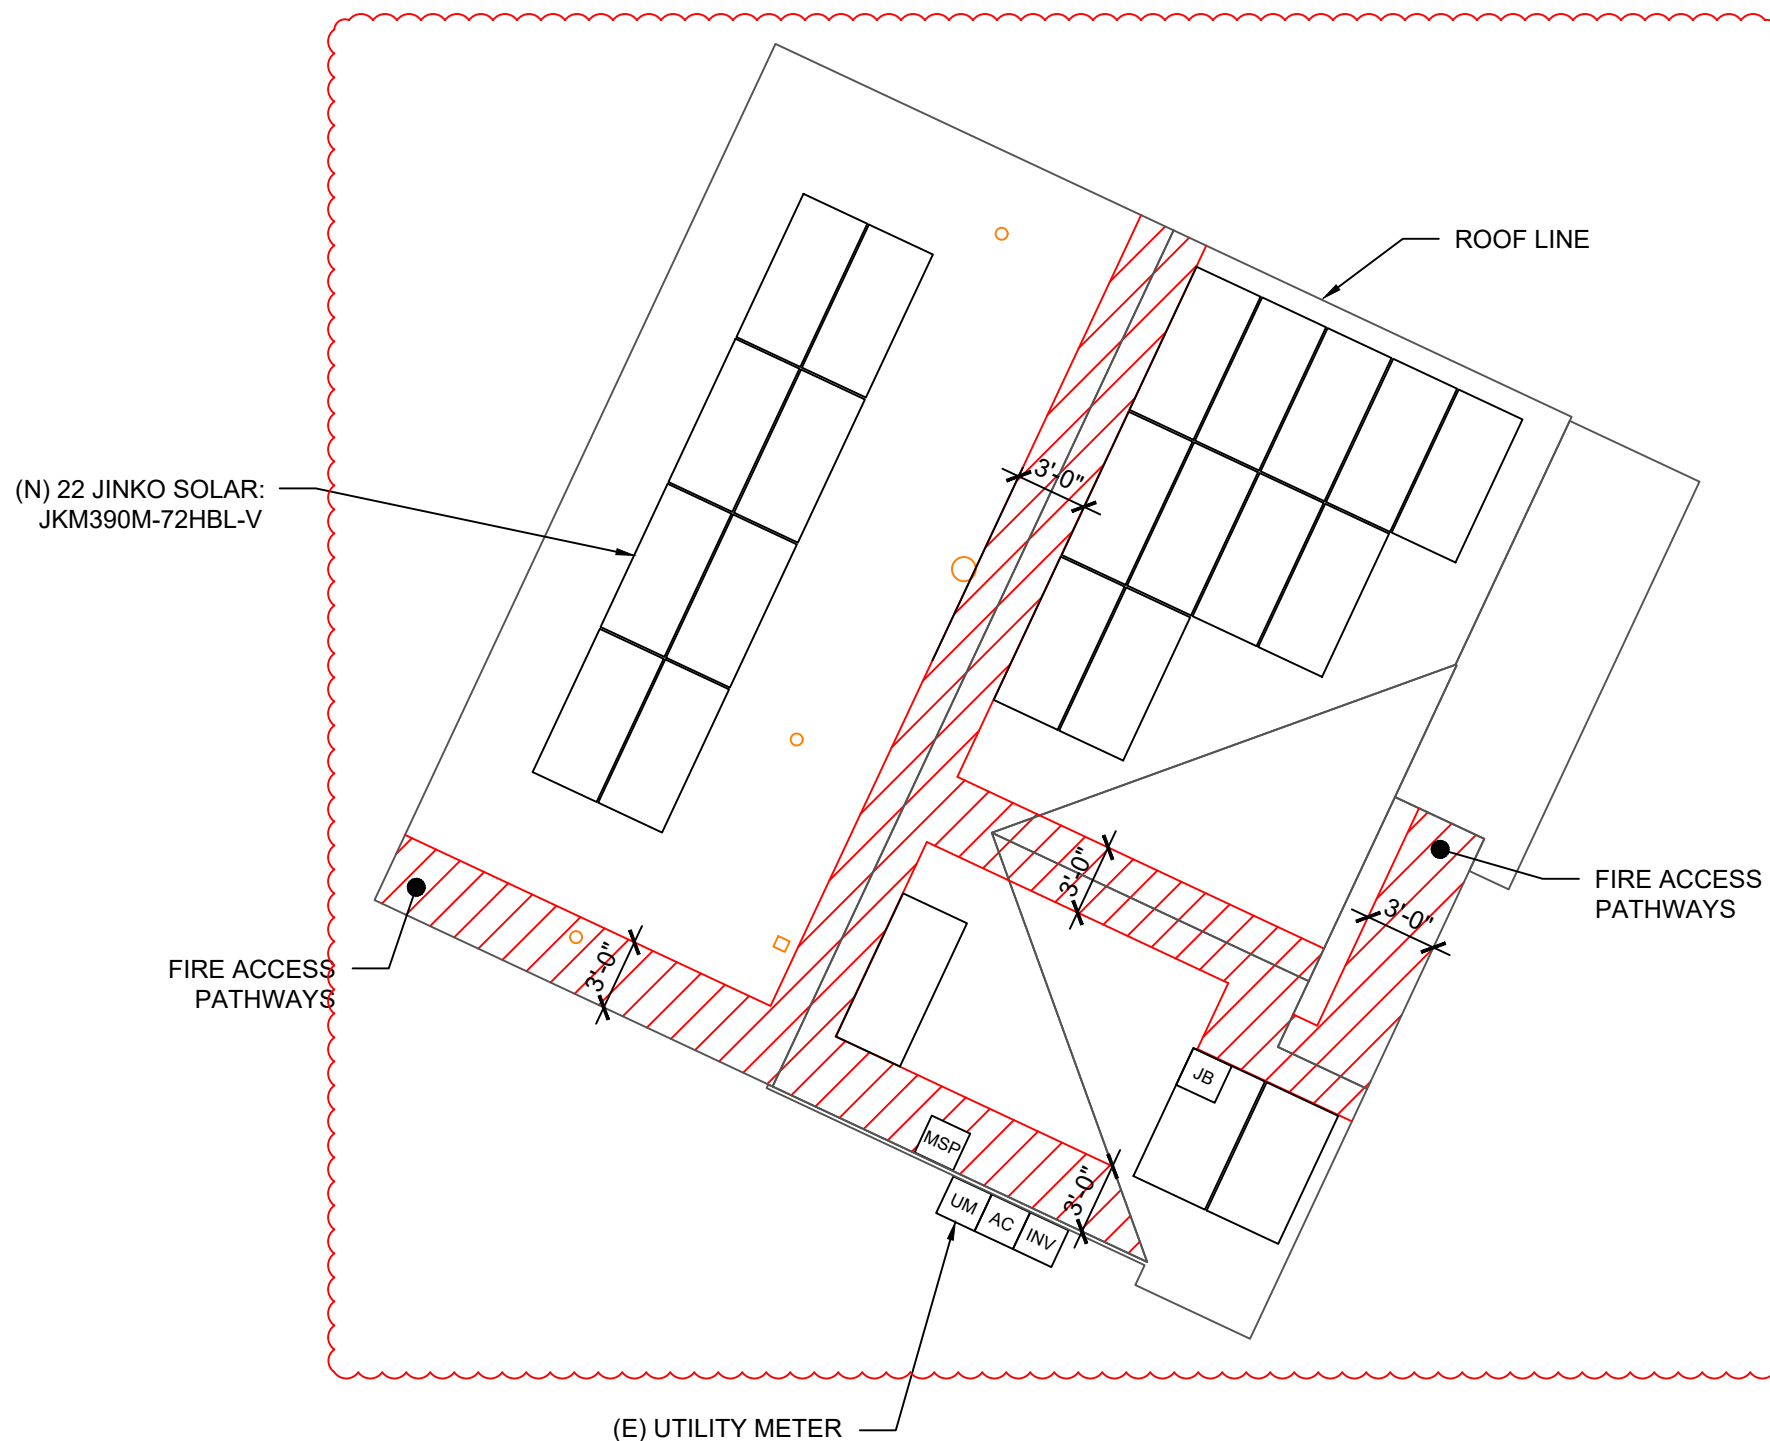 ROOF LINE
3'-0"
(N) 22 JINKO SOLAR:
JKM390M-72HBL-V
3'-0"
FIRE ACCESS
PATHWAYS
3'-0"
FIRE ACCESS
PATHWAYS
3'-0"
JB
MSP
3'-0"
UM
AC
INV
(E) UTILITY METER